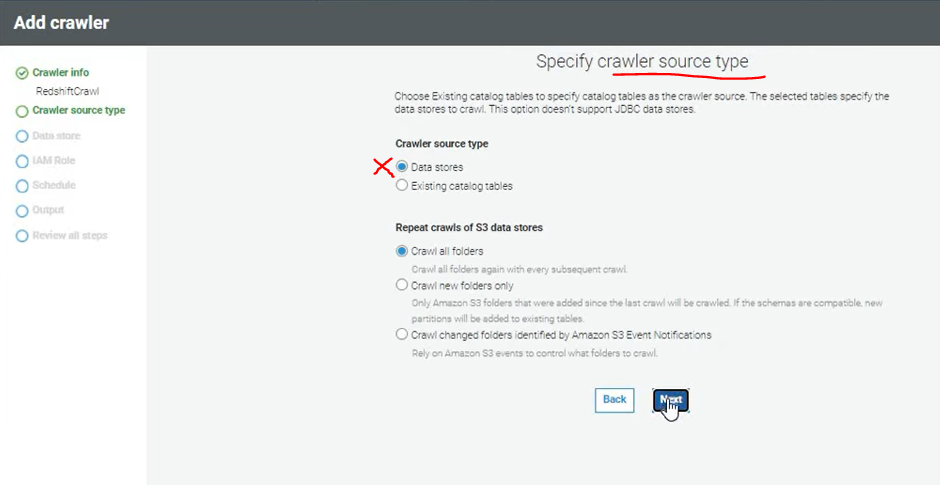 Add crawler
Crawler info
RedshiftCrawl
Crawler source type
Data store
IAM Role
Schedule
Output
Review all steps
Specify crawler source type
Choose Existing catalog tables to specify catalog tables as the crawler source. The selected tables specify the
data stores to crawl. This option doesn't support JDBC data stores.
Crawler source type
Data stores
Existing catalog tables
Repeat crawls of S3 data stores
Crawl all folders
Crawl all folders again with every subsequent crawl.
Crawl new folders only
Only Amazon S3 folders that were added since the last crawl will be crawled. If the schemas are compatible, new
partitions will be added to existing tables.
Crawl changed folders identified by Amazon S3 Event Notifications
Rely on Amazon S3 events to control what folders to crawl.
Back
Next